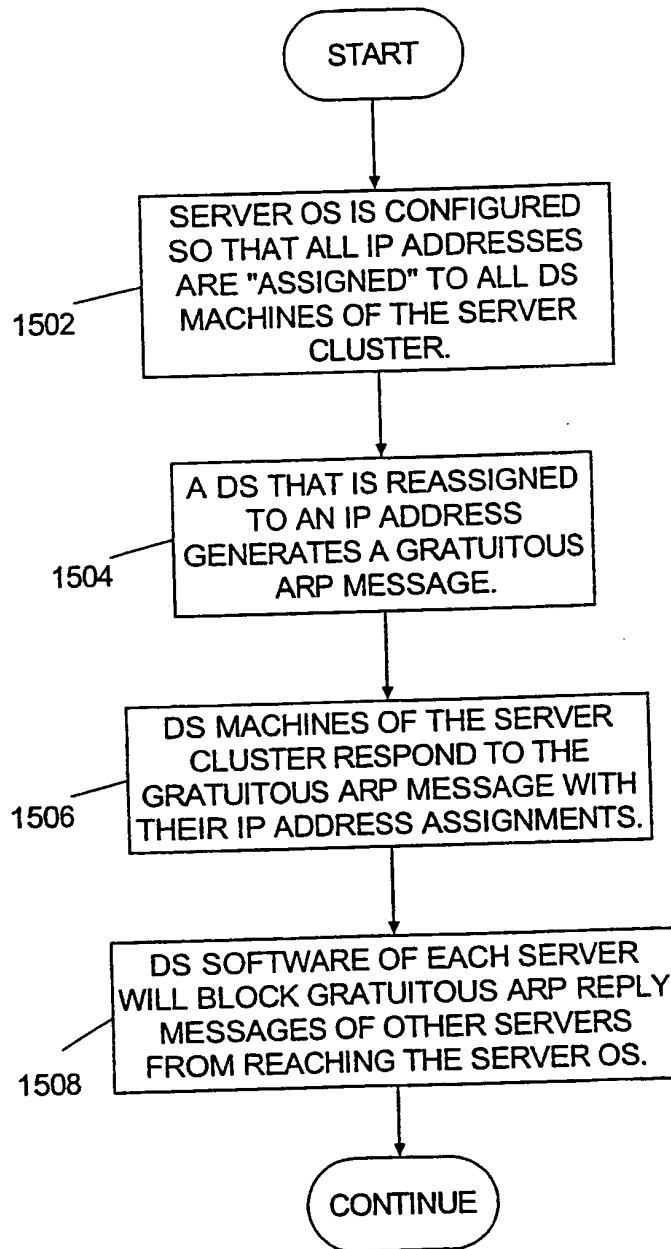 START
SERVER OS IS CONFIGURED
SO THAT ALL IP ADDRESSES
ARE "ASSIGNED" TO ALL DS
MACHINES OF THE SERVER
CLUSTER.
1502
A DS THAT IS REASSIGNED
TO AN IP ADDRESS
GENERATES A GRATUITOUS
ARP MESSAGE.
1504
DS MACHINES OF THE SERVER
CLUSTER RESPOND TO THE
GRATUITOUS ARP MESSAGE WITH
THEIR IP ADDRESS ASSIGNMENTS.
1506
DS SOFTWARE OF EACH SERVER
WILL BLOCK GRATUITOUS ARP REPLY
MESSAGES OF OTHER SERVERS
FROM REACHING THE SERVER OS.
1508
CONTINUE